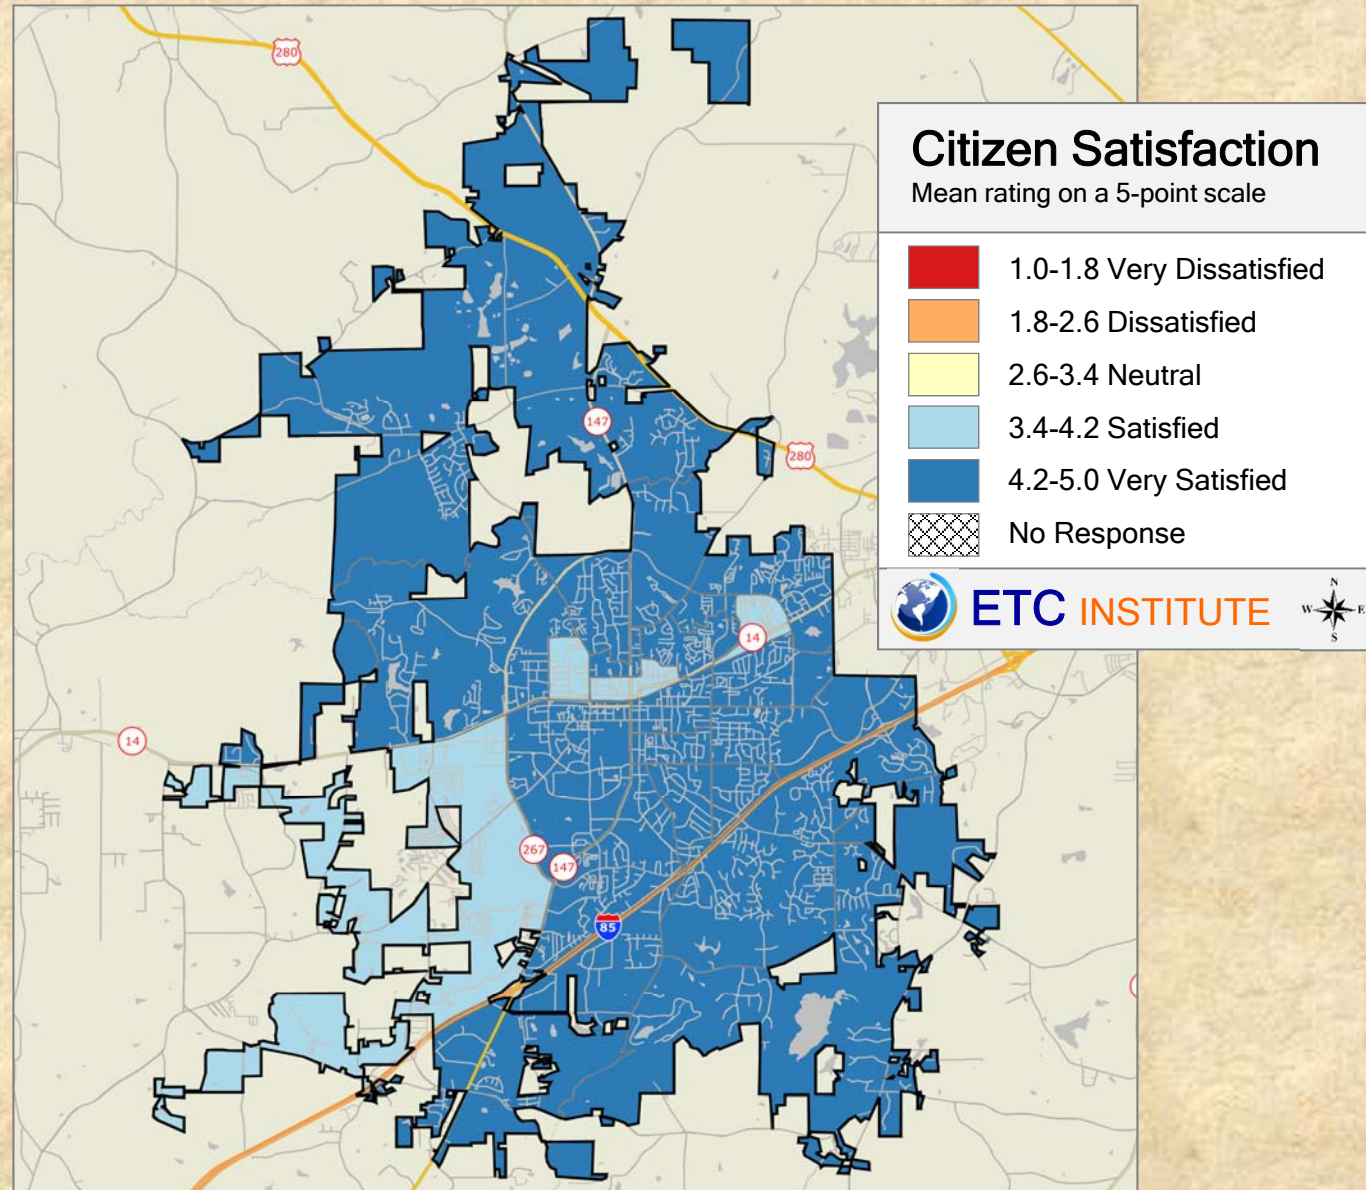 280
Citizen Satisfaction
Mean rating on a 5-point scale
1.0-1.8 Very Dissatisfied
1.8-2.6 Dissatisfied
2.6-3.4 Neutral
3.4-4.2 Satisfied
4.2-5.0 Very Satisfied
No Response
ETC INSTITUTE
N
W E
S
147
280
14
14
267
147
85